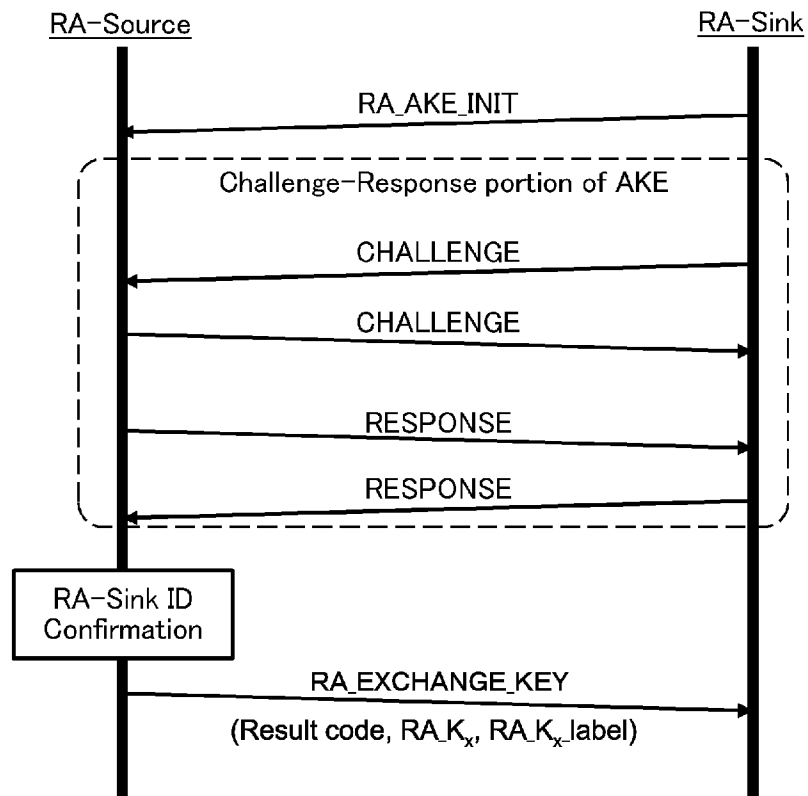 RA-Source
RA-Sink
RA_AKE_INIT
Challenge-Response portion of AKE
CHALLENGE
CHALLENGE
RESPONSE
RESPONSE
RA-Sink ID
Confirmation
RA_EXCHANGE_KEY
(Result code, RA_Kx, RA_Kx_label)